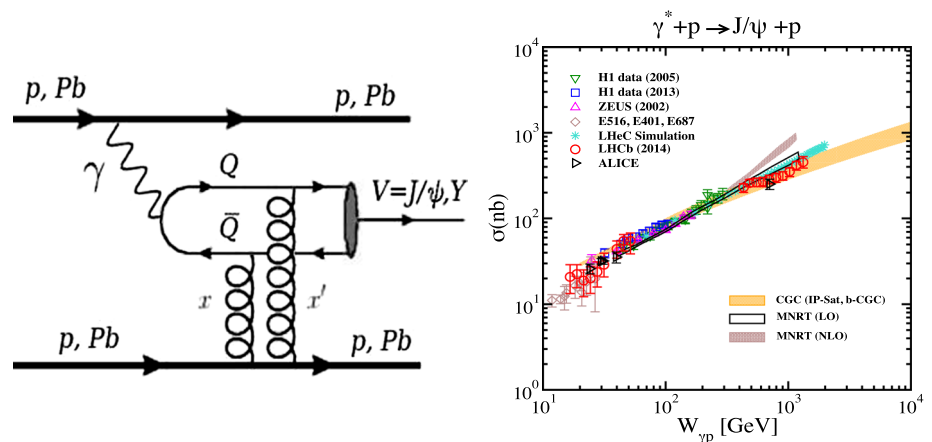 p, Pb
p, Pb
γ
Q
Q̅
V=J/ψ,Υ
x
x′
p, Pb
p, Pb
γ*+p→J/ψ +p
10⁴
10³
10²
10¹
10⁰
σ(nb)
H1 data (2005)
H1 data (2013)
ZEUS (2002)
E516, E401, E687
LHeC Simulation
LHCb (2014)
ALICE
CGC (IP-Sat, b-CGC)
MNRT (LO)
MNRT (NLO)
10¹
10²
10³
10⁴
Wγp [GeV]